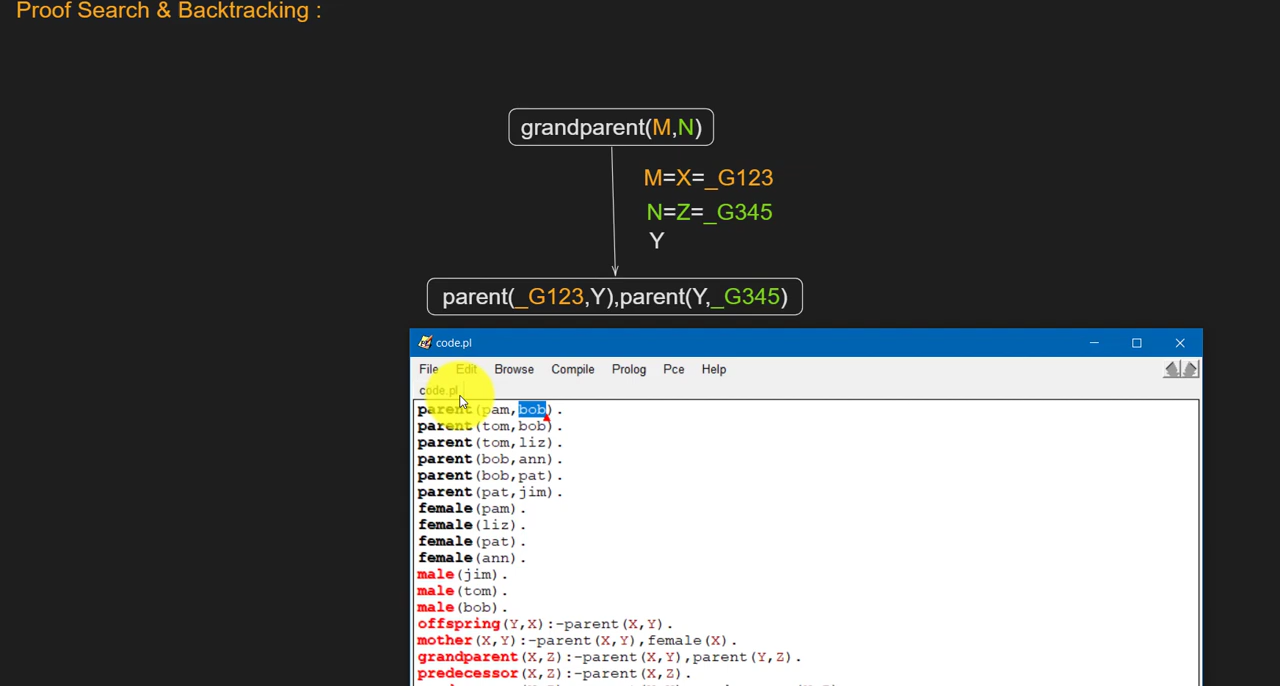 Proof Search & Backtracking :
grandparent(M,N)
M=X=_G123
N=Z=_G345
Y
parent(_G123,Y),parent(Y,_G345)
code.pl
File Edit Browse Compile Prolog Pce Help
code.pl
parent(pam,bob).
parent(tom,bob).
parent(tom,liz).
parent(bob,ann).
parent(bob,pat).
parent(pat,jim).
female(pam).
female(liz).
female(pat).
female(ann).
male(jim).
male(tom).
male(bob).
offspring(Y,X):-parent(X,Y).
mother(X,Y):-parent(X,Y),female(X).
grandparent(X,Z):-parent(X,Y),parent(Y,Z).
predecessor(X,Z):-parent(X,Z).